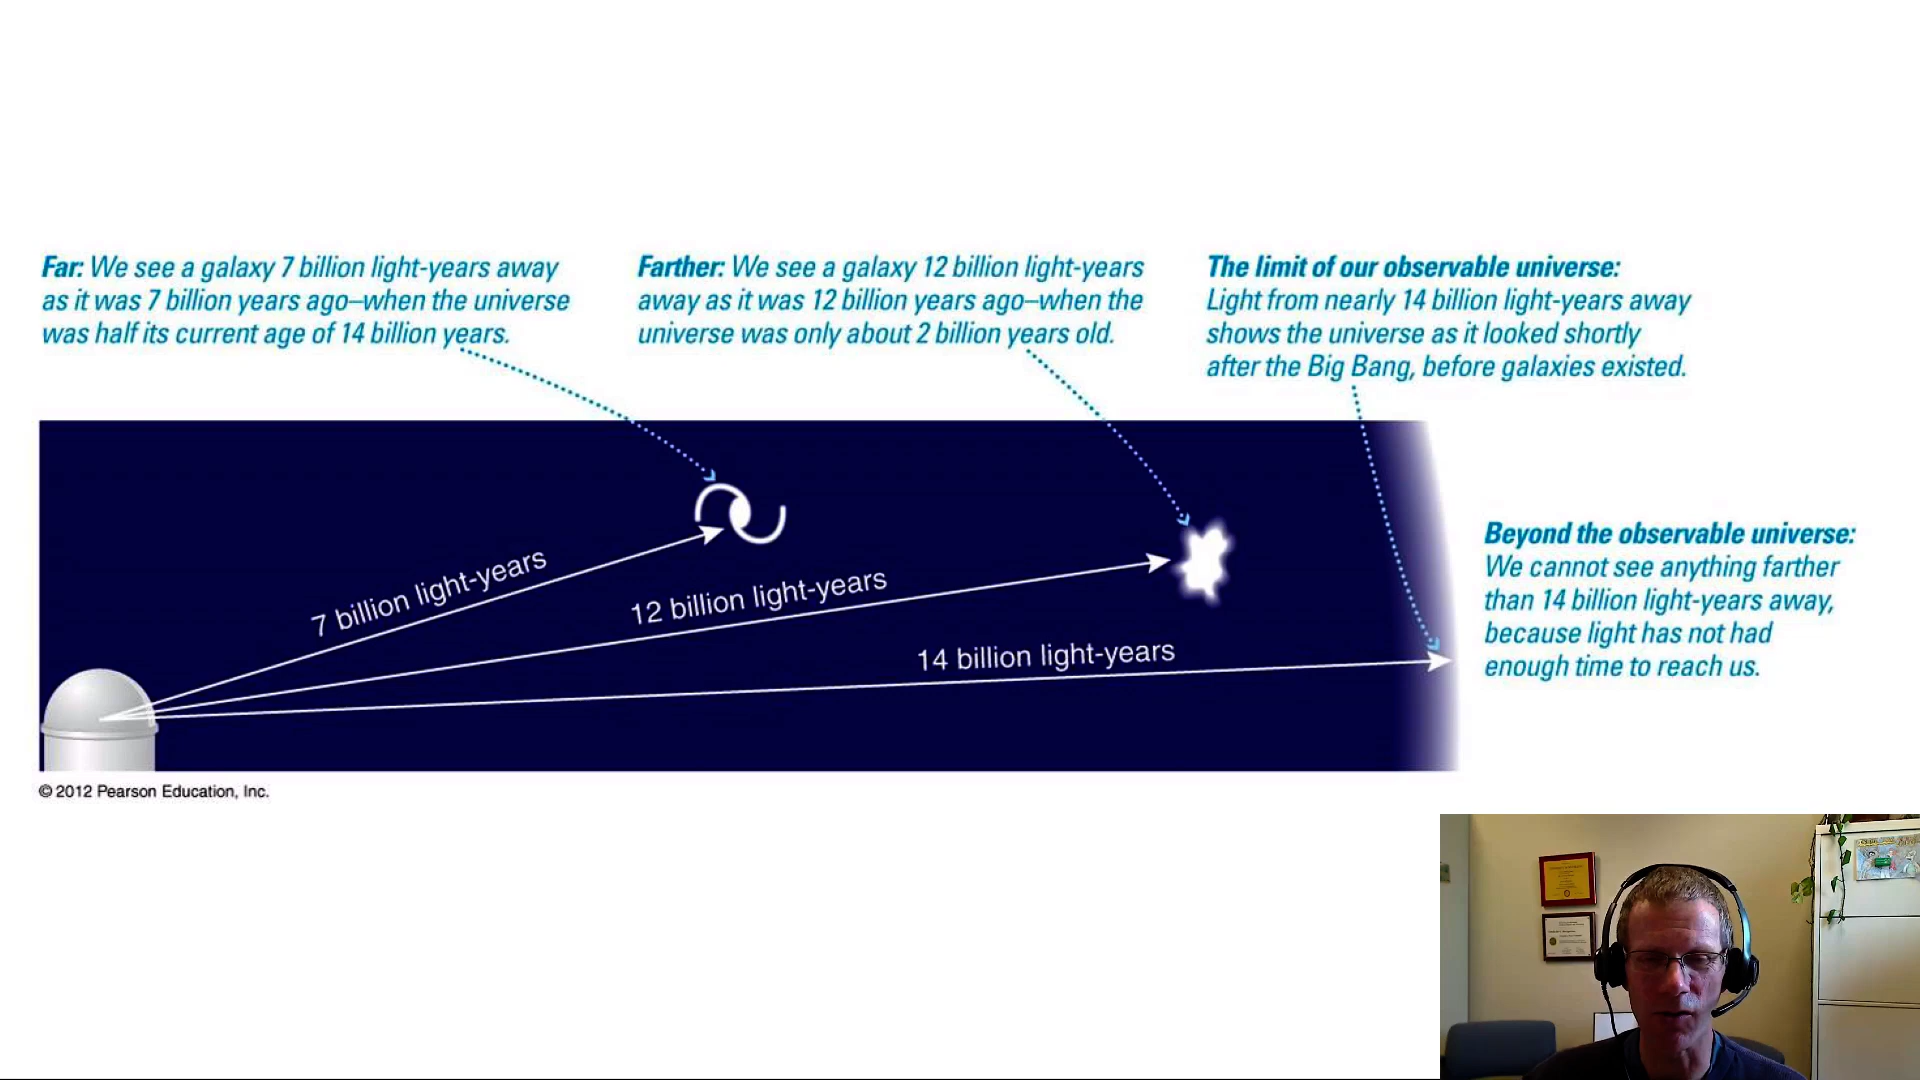 Far: We see a galaxy 7 billion light-years away
as it was 7 billion years ago–when the universe
was half its current age of 14 billion years.
Farther: We see a galaxy 12 billion light-years
away as it was 12 billion years ago–when the
universe was only about 2 billion years old.
The limit of our observable universe:
Light from nearly 14 billion light-years away
shows the universe as it looked shortly
after the Big Bang, before galaxies existed.
7 billion light-years
12 billion light-years
14 billion light-years
Beyond the observable universe:
We cannot see anything farther
than 14 billion light-years away,
because light has not had
enough time to reach us.
© 2012 Pearson Education, Inc.